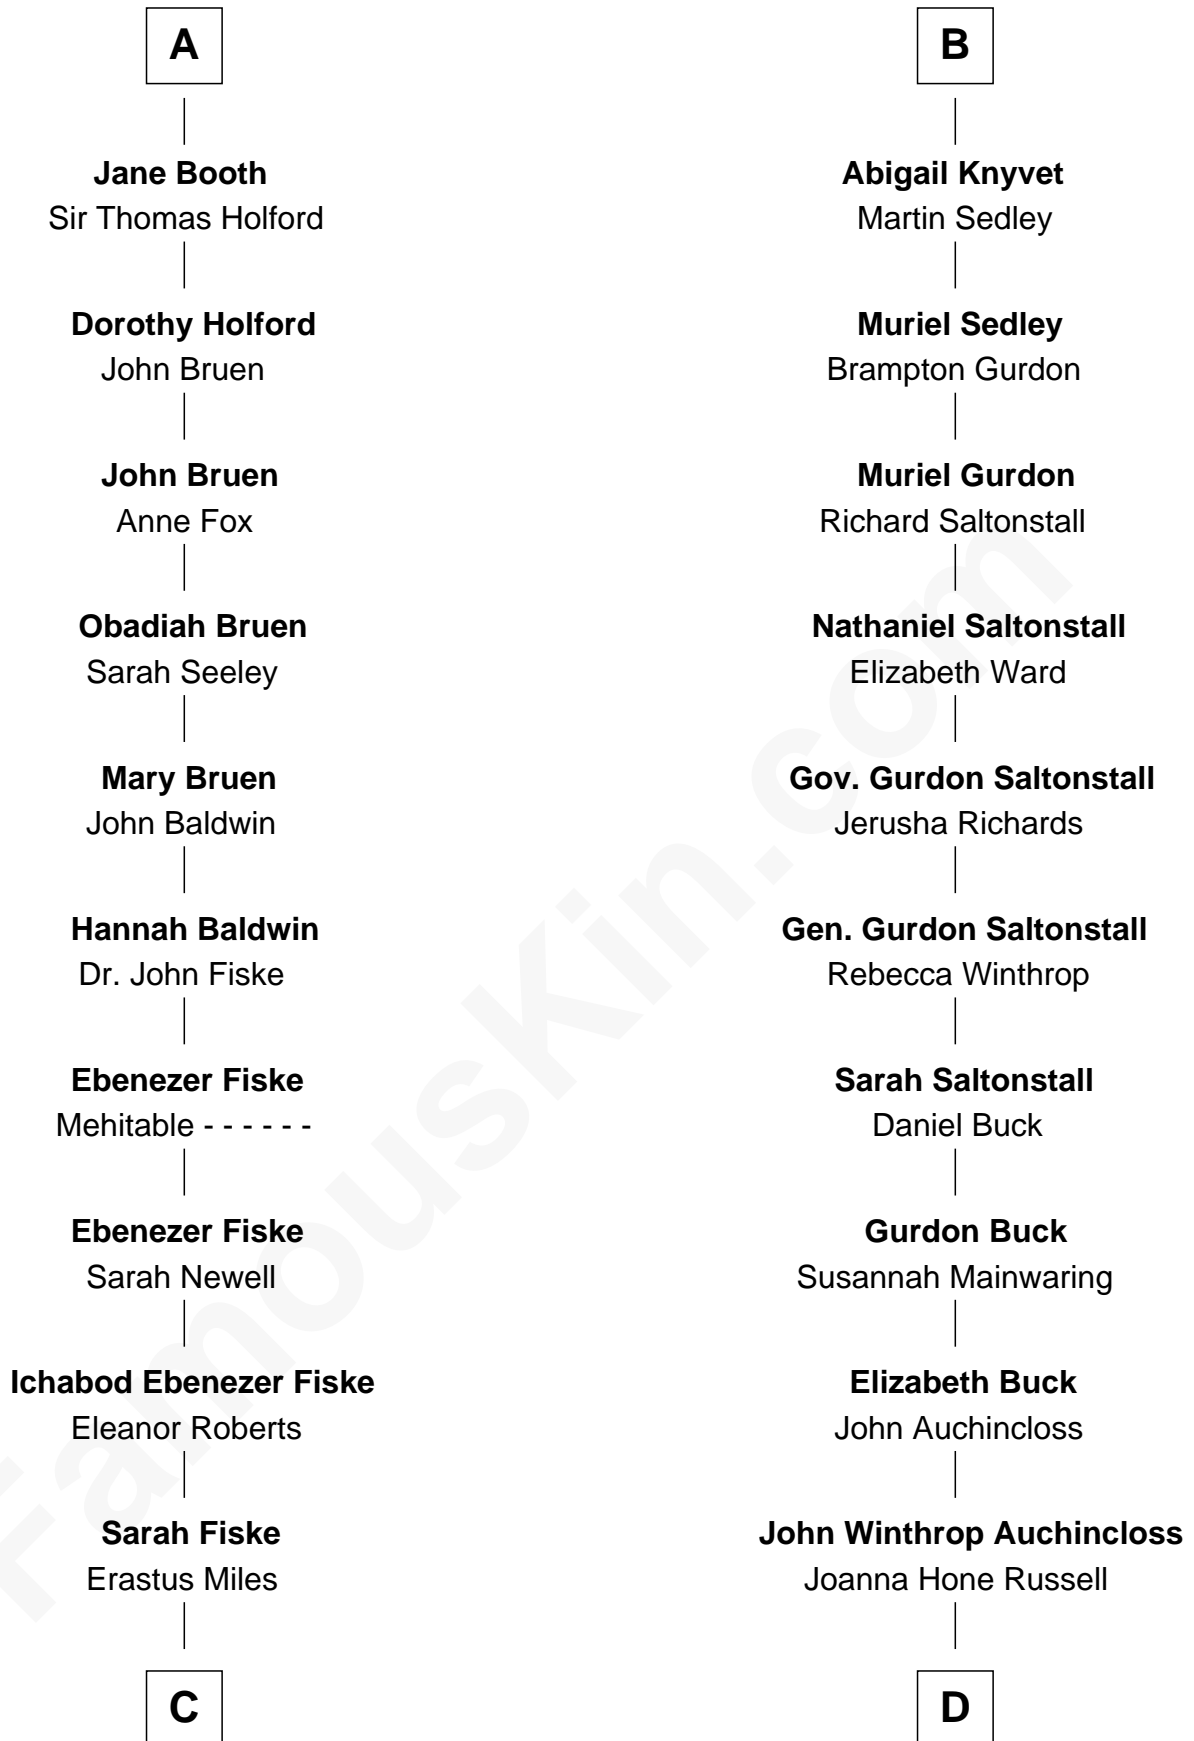 A
Jane Booth
Sir Thomas Holford
Dorothy Holford
John Bruen
John Bruen
Anne Fox
Obadiah Bruen
Sarah Seeley
Mary Bruen
John Baldwin
Hannah Baldwin
Dr. John Fiske
Ebenezer Fiske
Mehitable - - - - - -
Ebenezer Fiske
Sarah Newell
Ichabod Ebenezer Fiske
Eleanor Roberts
Sarah Fiske
Erastus Miles
C
B
Abigail Knyvet
Martin Sedley
Muriel Sedley
Brampton Gurdon
Muriel Gurdon
Richard Saltonstall
Nathaniel Saltonstall
Elizabeth Ward
Gov. Gurdon Saltonstall
Jerusha Richards
Gen. Gurdon Saltonstall
Rebecca Winthrop
Sarah Saltonstall
Daniel Buck
Gurdon Buck
Susannah Mainwaring
Elizabeth Buck
John Auchincloss
John Winthrop Auchincloss
Joanna Hone Russell
D
FamousKin.com